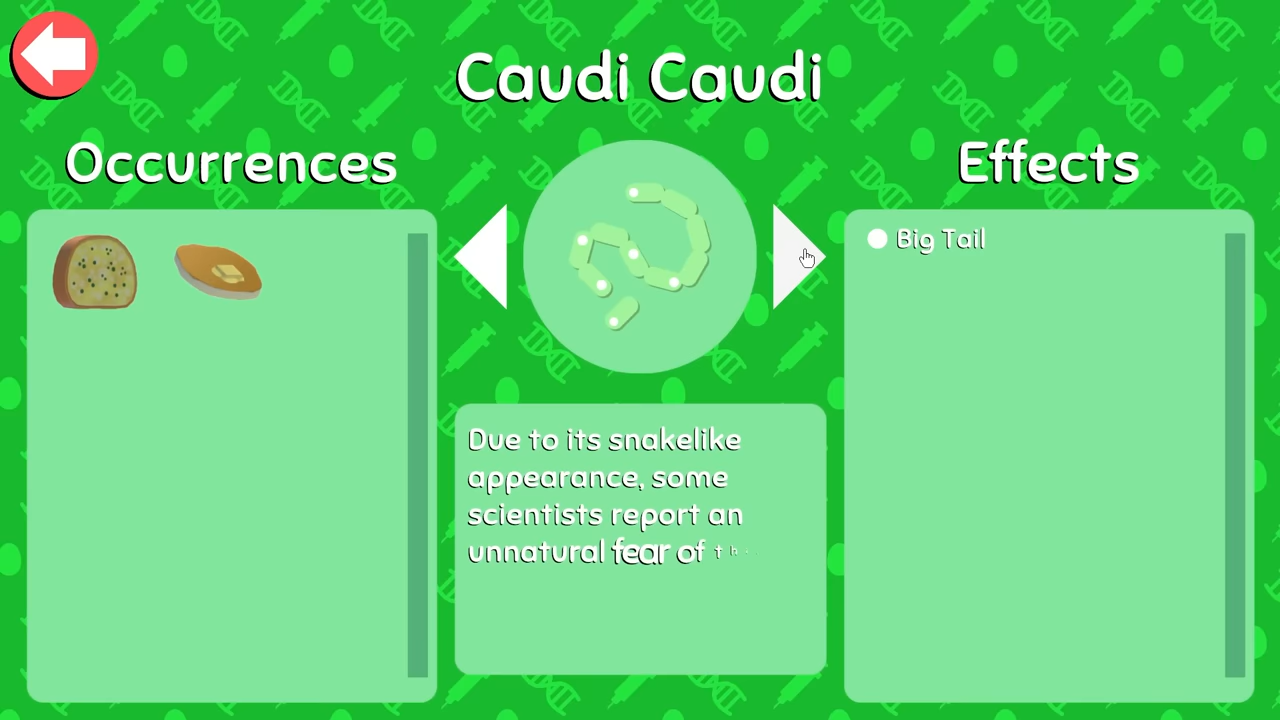 Caudi Caudi
Occurrences
Effects
Big Tail
Due to its snakelike
appearance, some
scientists report an
unnatural fear of